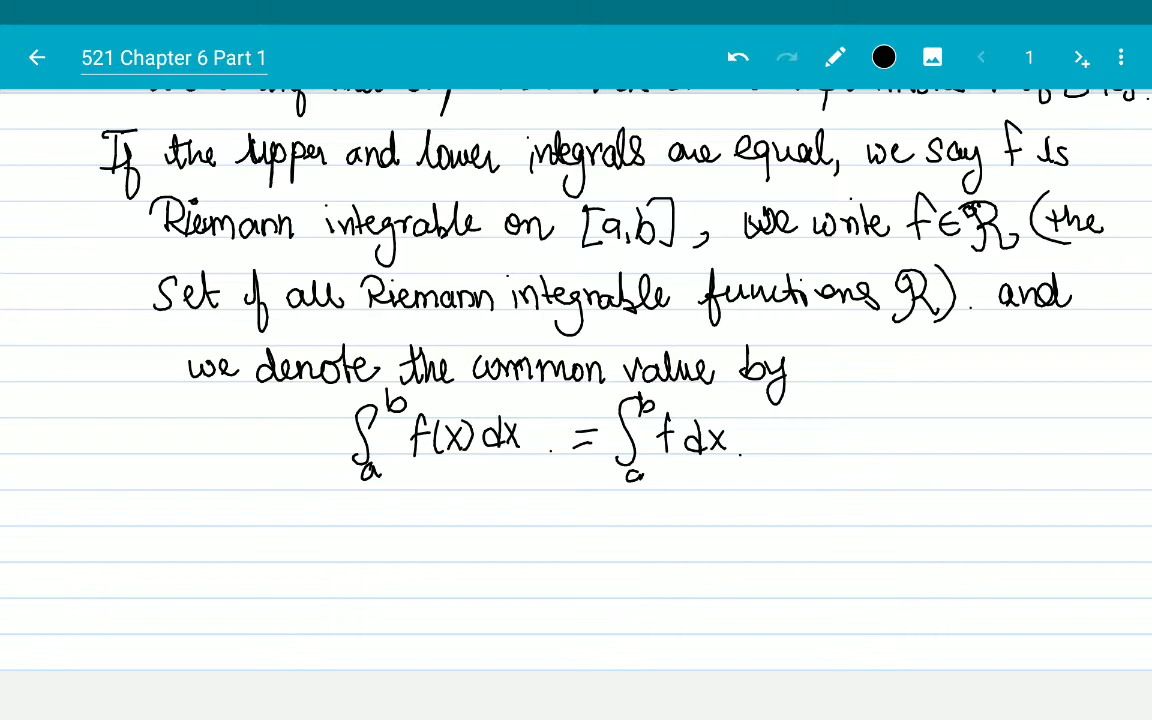 521 Chapter 6 Part 1
1
If the upper and lower integrals are equal, we say f is
Riemann integrable on [a,b], we write f ∈ ℛ, (the
set of all Riemann integrable functions ℛ). and
we denote the common value by
∫_a^b f(x) dx . = ∫_a^b f dx.